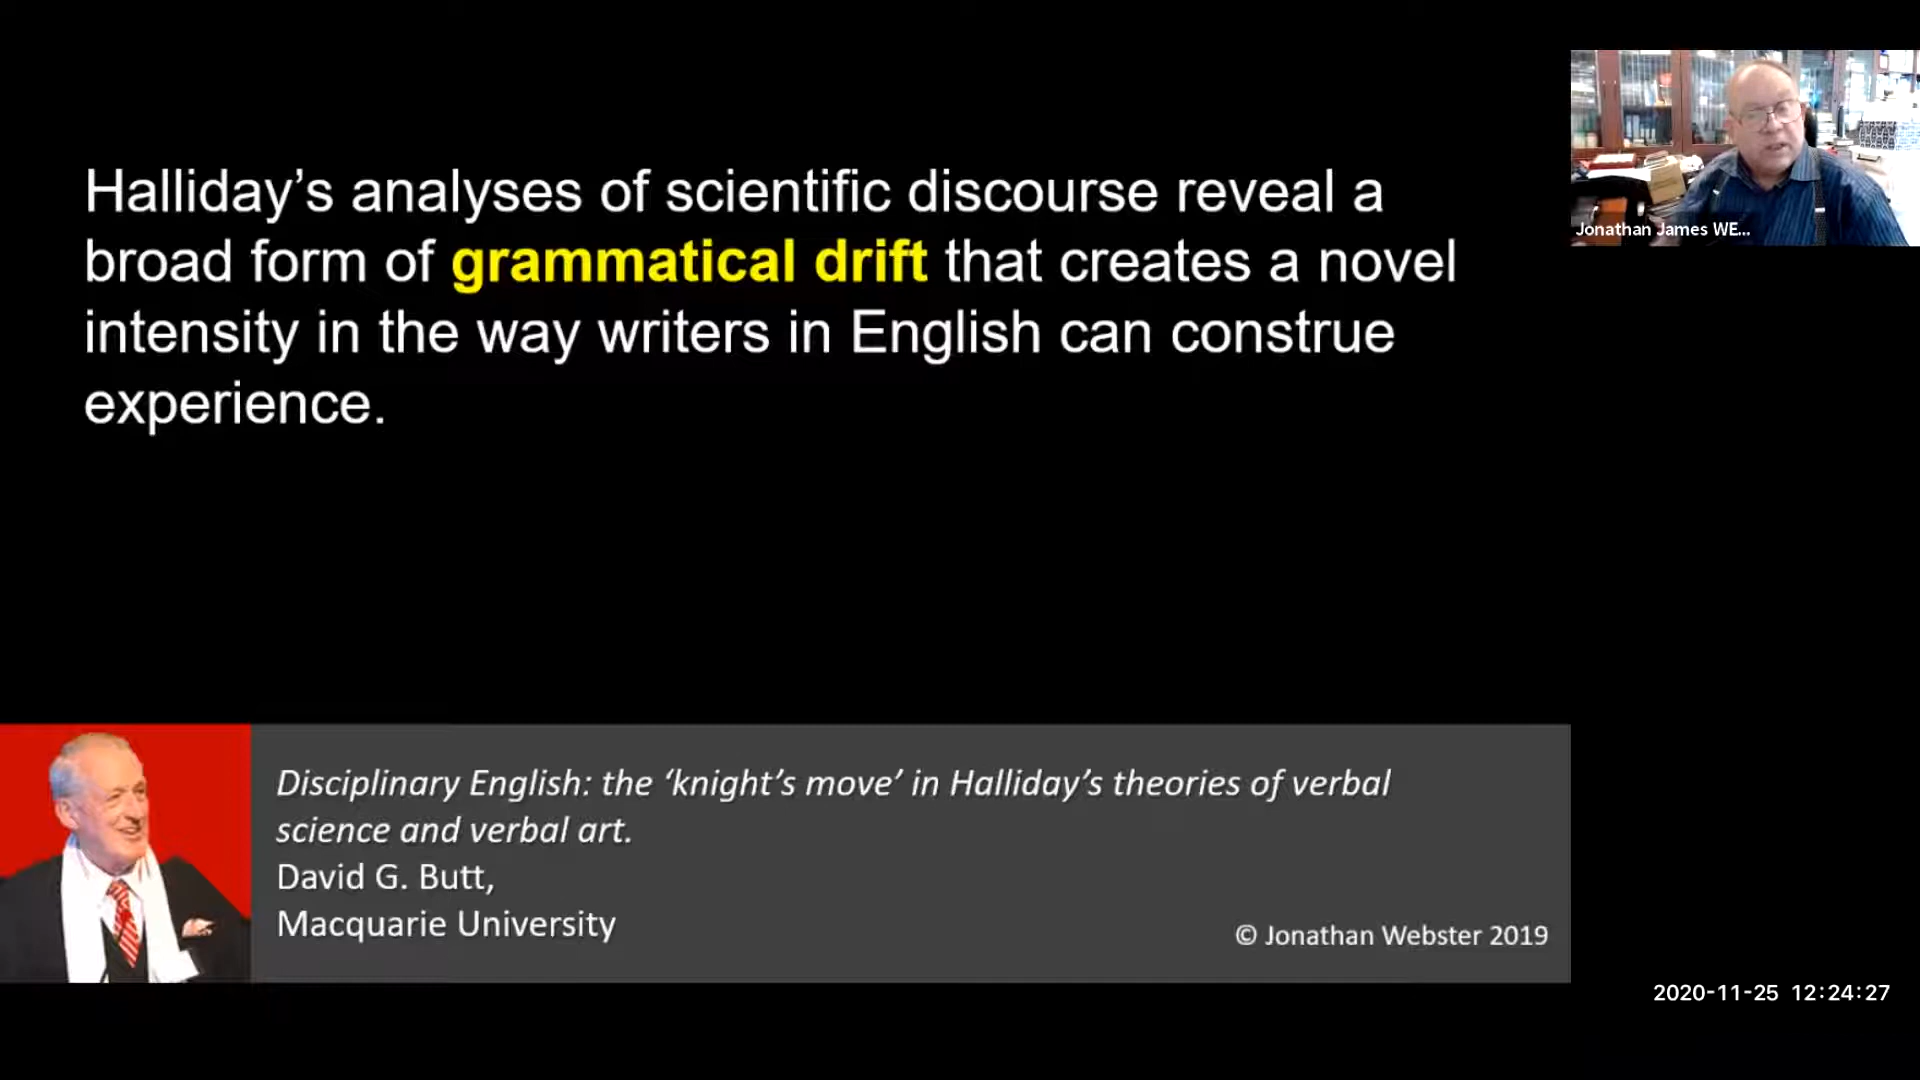 Halliday’s analyses of scientific discourse reveal a
broad form of grammatical drift that creates a novel
intensity in the way writers in English can construe
experience.
Jonathan James WE...
Disciplinary English: the ‘knight’s move’ in Halliday’s theories of verbal
science and verbal art.
David G. Butt,
Macquarie University
© Jonathan Webster 2019
2020-11-25 12:24:27